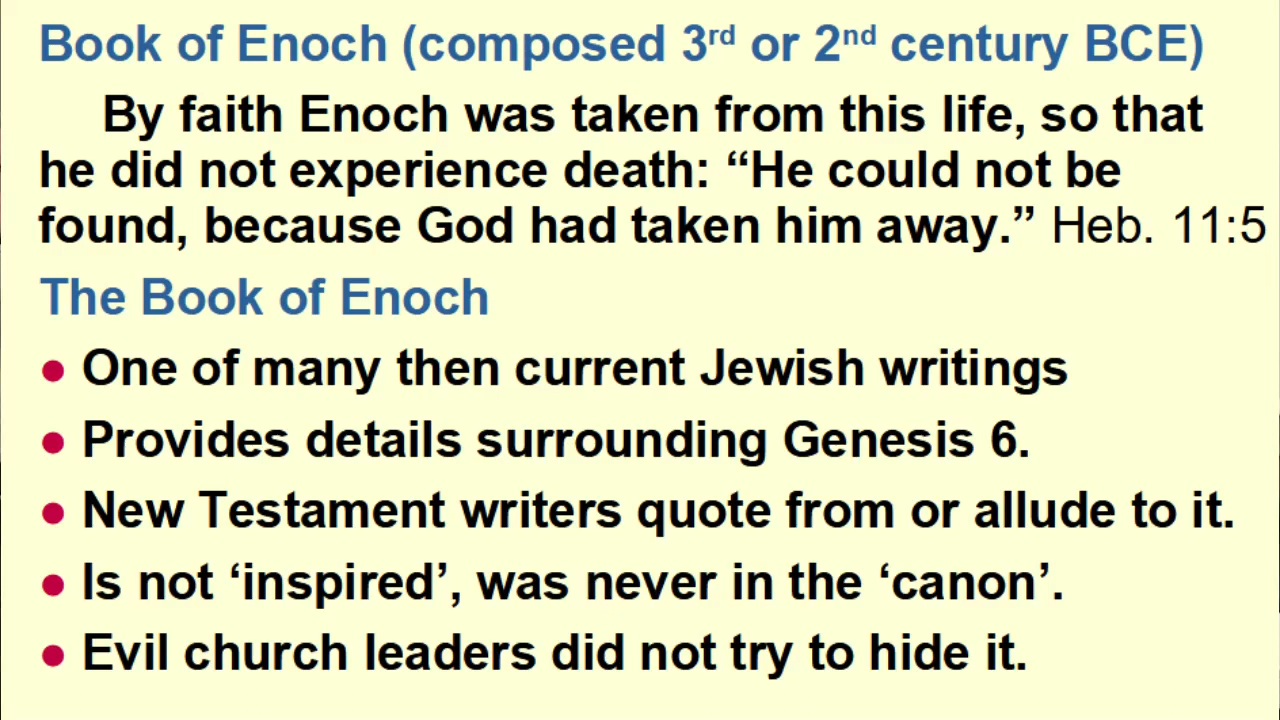 Book of Enoch (composed 3rd or 2nd century BCE)
By faith Enoch was taken from this life, so that
he did not experience death: “He could not be
found, because God had taken him away.” Heb. 11:5
The Book of Enoch
● One of many then current Jewish writings
● Provides details surrounding Genesis 6.
● New Testament writers quote from or allude to it.
● Is not ‘inspired’, was never in the ‘canon’.
● Evil church leaders did not try to hide it.